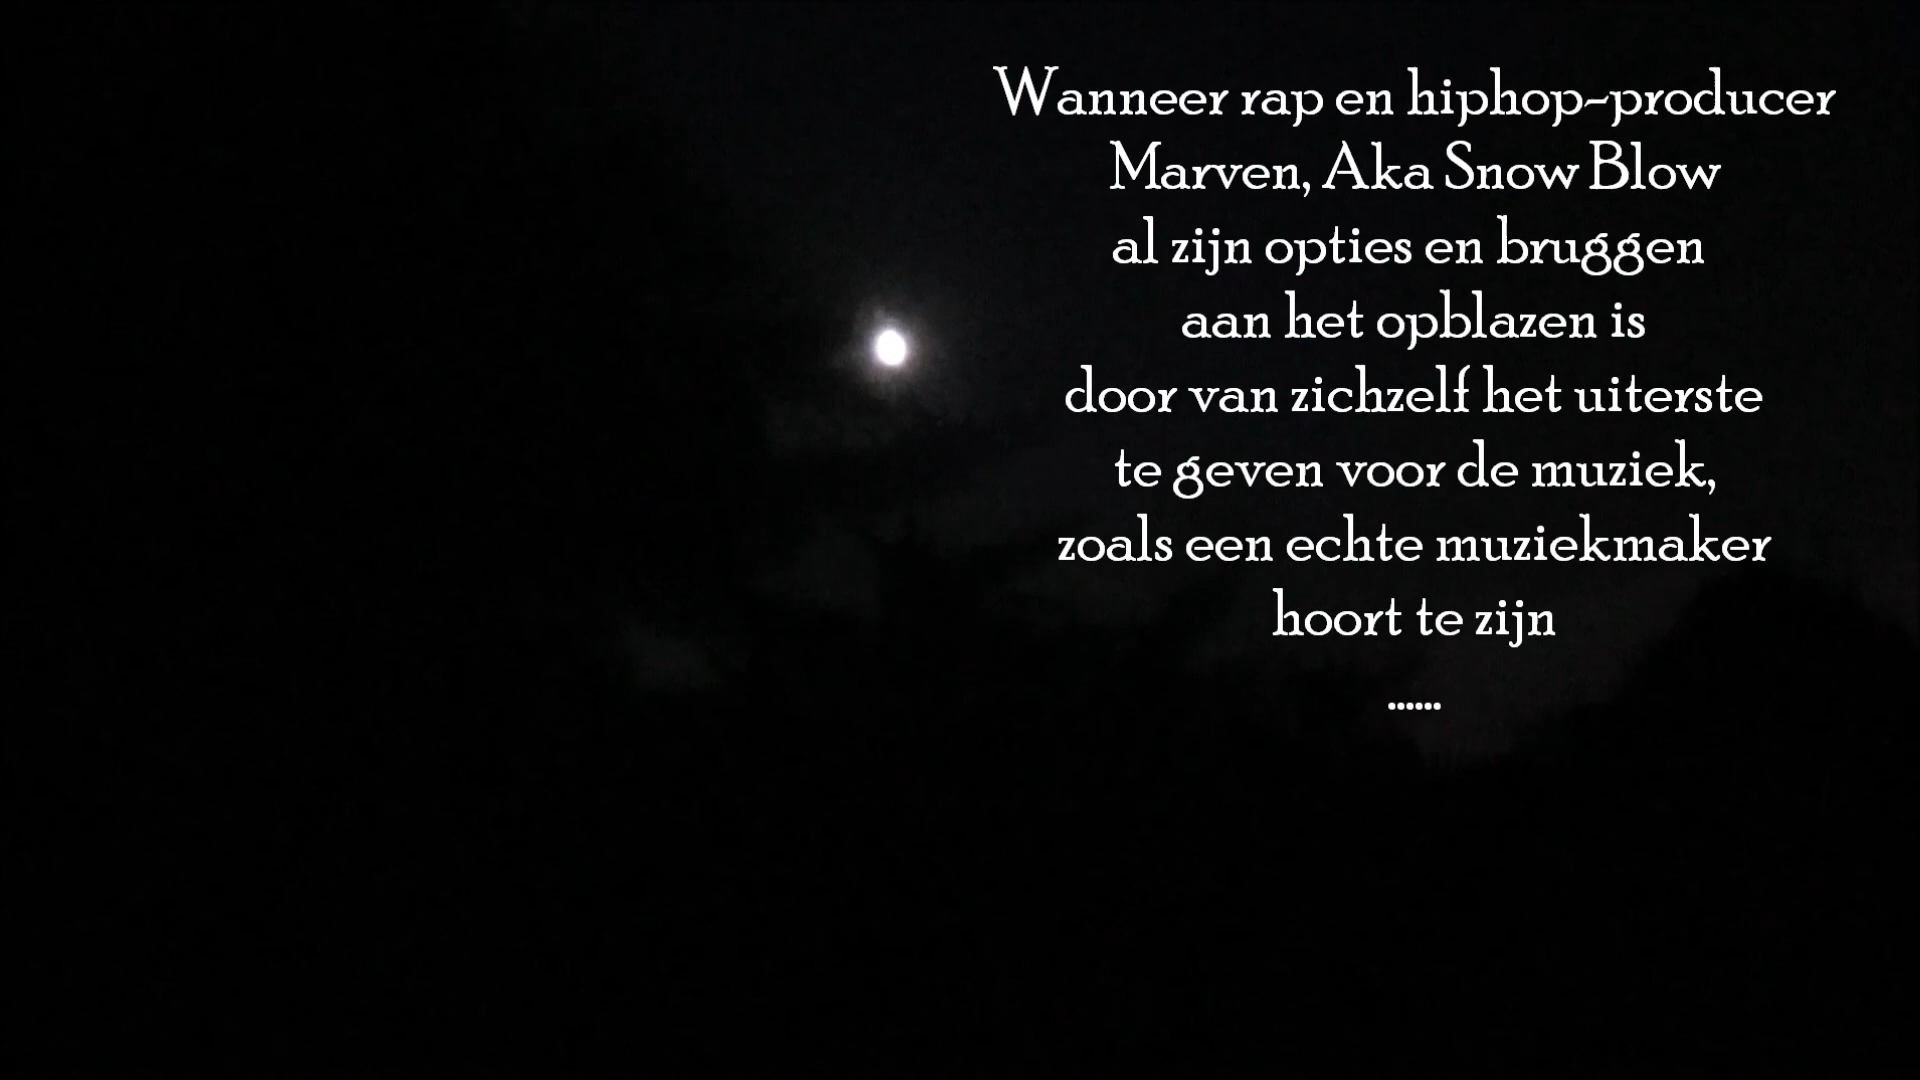 Wanneer rap en hiphop-producer
Marven, Aka Snow Blow
al zijn opties en bruggen
aan het opblazen is
door van zichzelf het uiterste
te geven voor de muziek,
zoals een echte muziekmaker
hoort te zijn
......